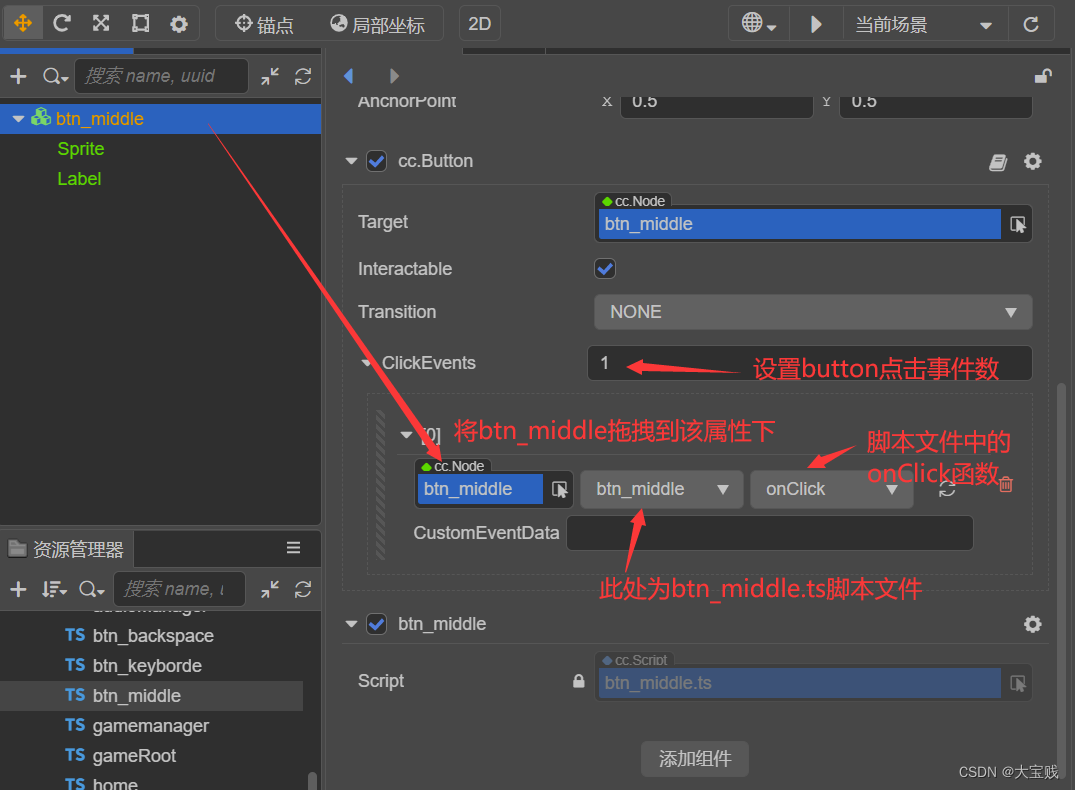 锚点
局部坐标
2D
当前场景
搜索 name, uuid
btn_middle
Sprite
Label
AnchorPoint
X
0.5
Y
0.5
cc.Button
Target
cc.Node
btn_middle
Interactable
Transition
NONE
ClickEvents
1
设置button点击事件数
[0]
将btn_middle拖拽到该属性下
脚本文件中的
onClick函数
cc.Node
btn_middle
btn_middle
onClick
CustomEventData
此处为btn_middle.ts脚本文件
btn_middle
Script
cc.Script
btn_middle.ts
添加组件
资源管理器
搜索 name, u
audiomanager
TS btn_backspace
TS btn_keyborde
TS btn_middle
TS gamemanager
TS gameRoot
TS home
CSDN @大宝贱